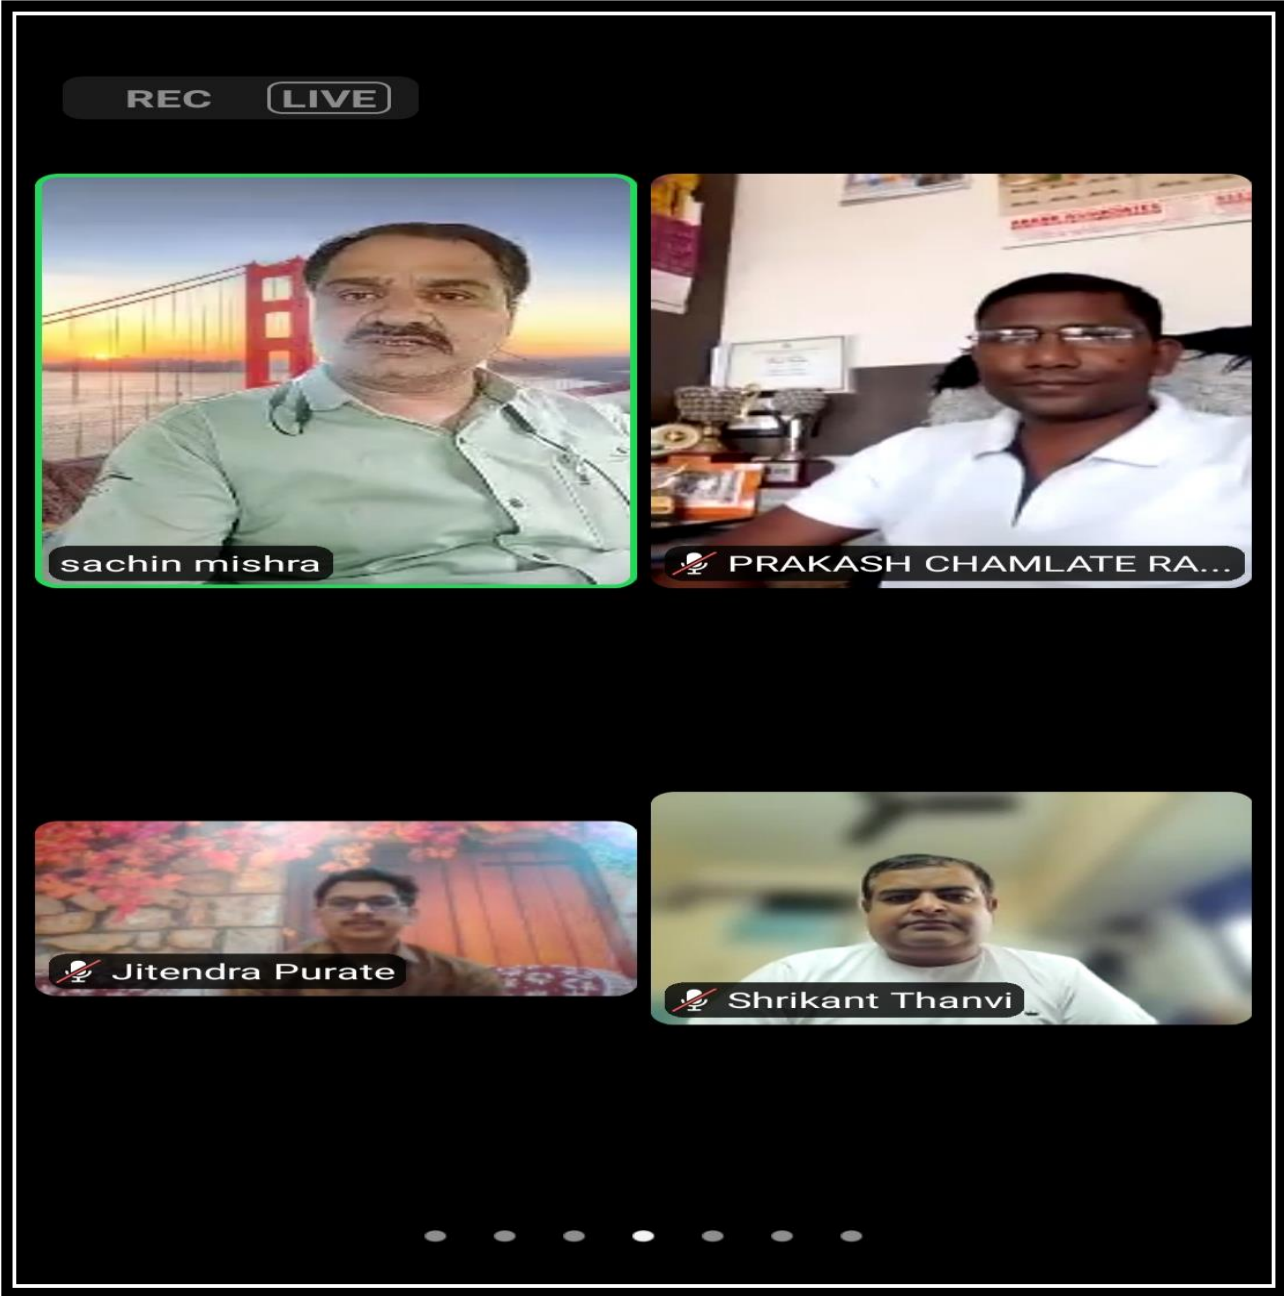 REC LIVE
sachin mishra
PRAKASH CHAMLATE RA...
Jitendra Purate
Shrikant Thanvi